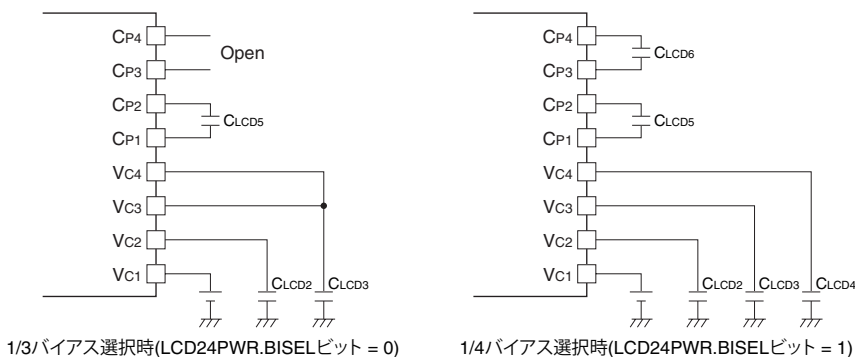 CP4
CP3
Open
CP2
CP1
CLCD5
VC4
VC3
VC2
VC1
CLCD2
CLCD3
1/3バイアス選択時(LCD24PWR.BISELビット = 0)
CP4
CP3
CLCD6
CP2
CP1
CLCD5
VC4
VC3
VC2
VC1
CLCD2
CLCD3
CLCD4
1/4バイアス選択時(LCD24PWR.BISELビット = 1)